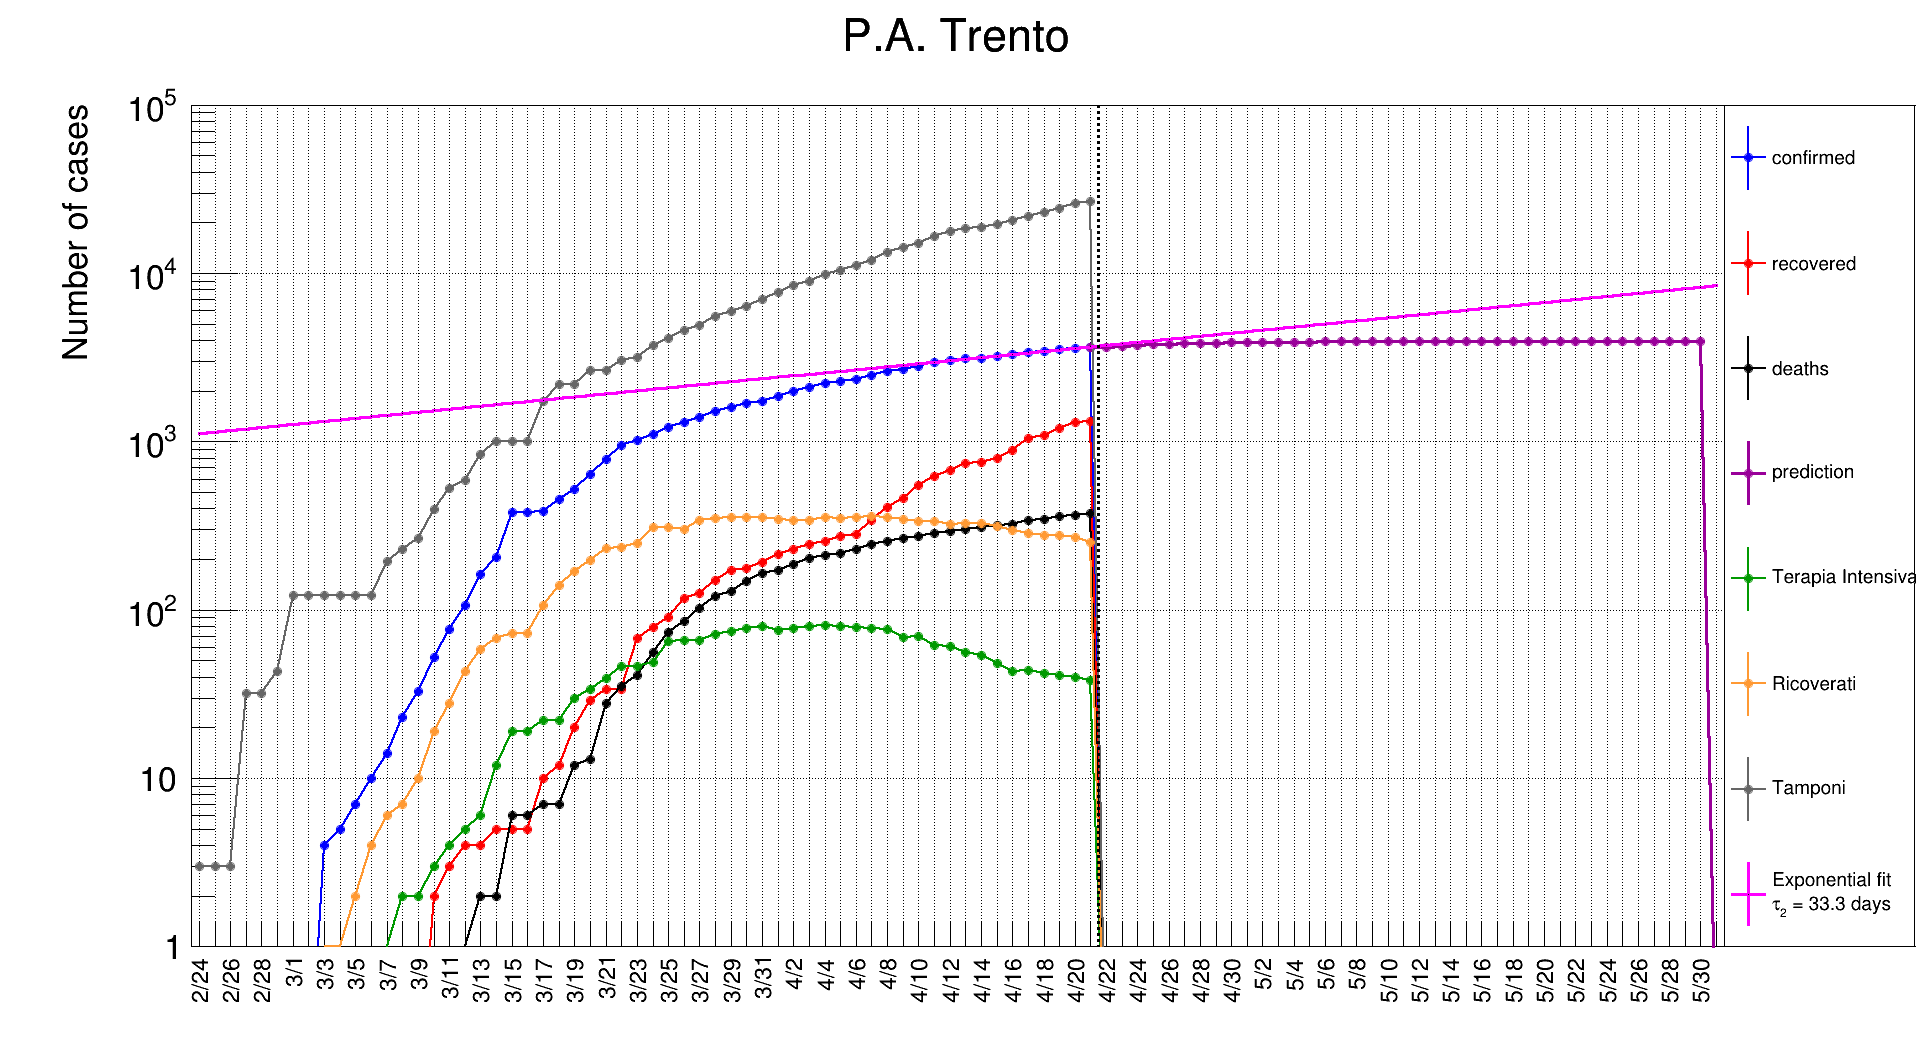 P.A. Trento
Number of cases
10^5
10^4
10^3
10^2
10
1
2/24 2/26 2/28 3/1 3/3 3/5 3/7 3/9 3/11 3/13 3/15 3/17 3/19 3/21 3/23 3/25 3/27 3/29 3/31 4/2 4/4 4/6 4/8 4/10 4/12 4/14 4/16 4/18 4/20 4/22 4/24 4/26 4/28 4/30 5/2 5/4 5/6 5/8 5/10 5/12 5/14 5/16 5/18 5/20 5/22 5/24 5/26 5/28 5/30
confirmed
recovered
deaths
prediction
Terapia Intensiva
Ricoverati
Tamponi
Exponential fit
τ₂ = 33.3 days